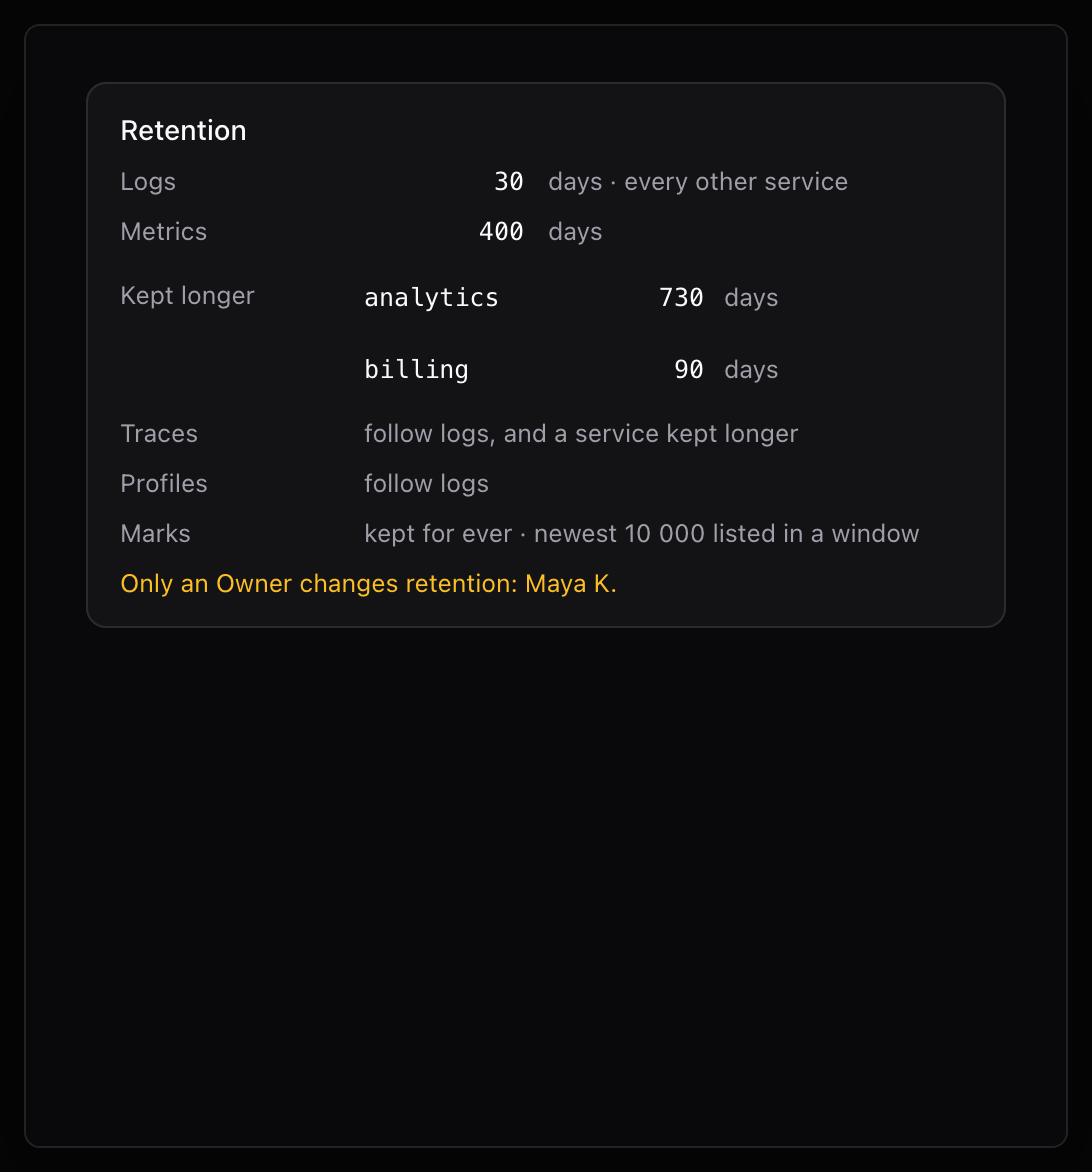 Retention
Logs 30 days · every other service
Metrics 400 days
Kept longer analytics 730 days
billing 90 days
Traces follow logs, and a service kept longer
Profiles follow logs
Marks kept for ever · newest 10 000 listed in a window
Only an Owner changes retention: Maya K.